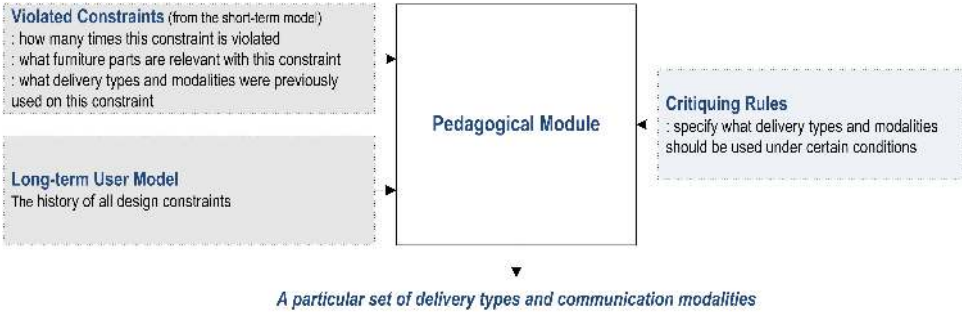 Violated Constraints (from the short-term model)
: how many times this constraint is violated
: what furniture parts are relevant with this constraint
: what delivery types and modalities were previously
used on this constraint
Long-term User Model
The history of all design constraints
Pedagogical Module
Critiquing Rules
: specify what delivery types and modalities
should be used under certain conditions
A particular set of delivery types and communication modalities